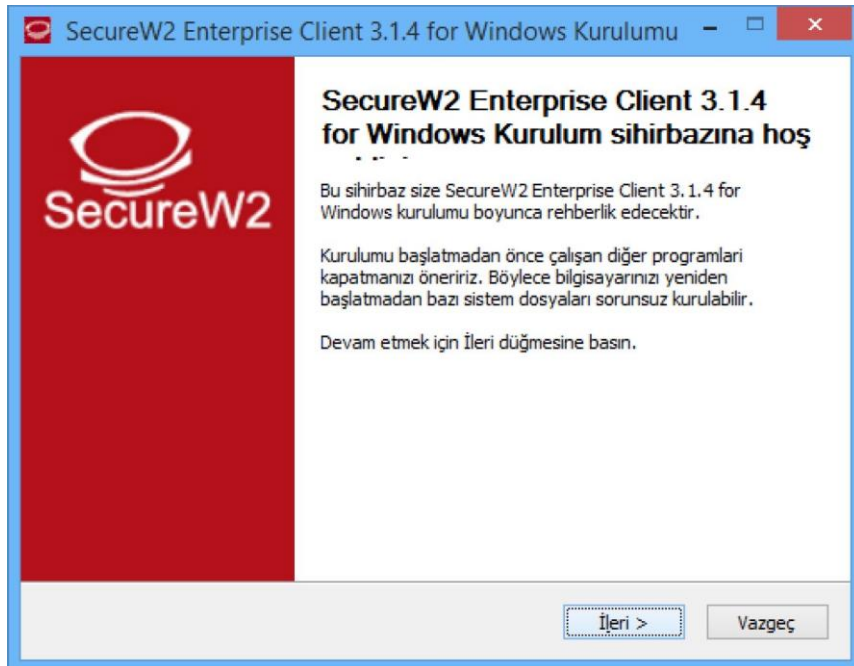 SecureW2 Enterprise Client 3.1.4 for Windows Kurulumu
SecureW2
SecureW2 Enterprise Client 3.1.4
for Windows Kurulum sihirbazına hoş
Bu sihirbaz size SecureW2 Enterprise Client 3.1.4 for
Windows kurulumu boyunca rehberlik edecektir.
Kurulumu başlatmadan önce çalışan diğer programlari
kapatmanızı öneririz. Böylece bilgisayarınızı yeniden
başlatmadan bazı sistem dosyaları sorunsuz kurulabilir.
Devam etmek için İleri düğmesine basın.
İleri >
Vazgeç